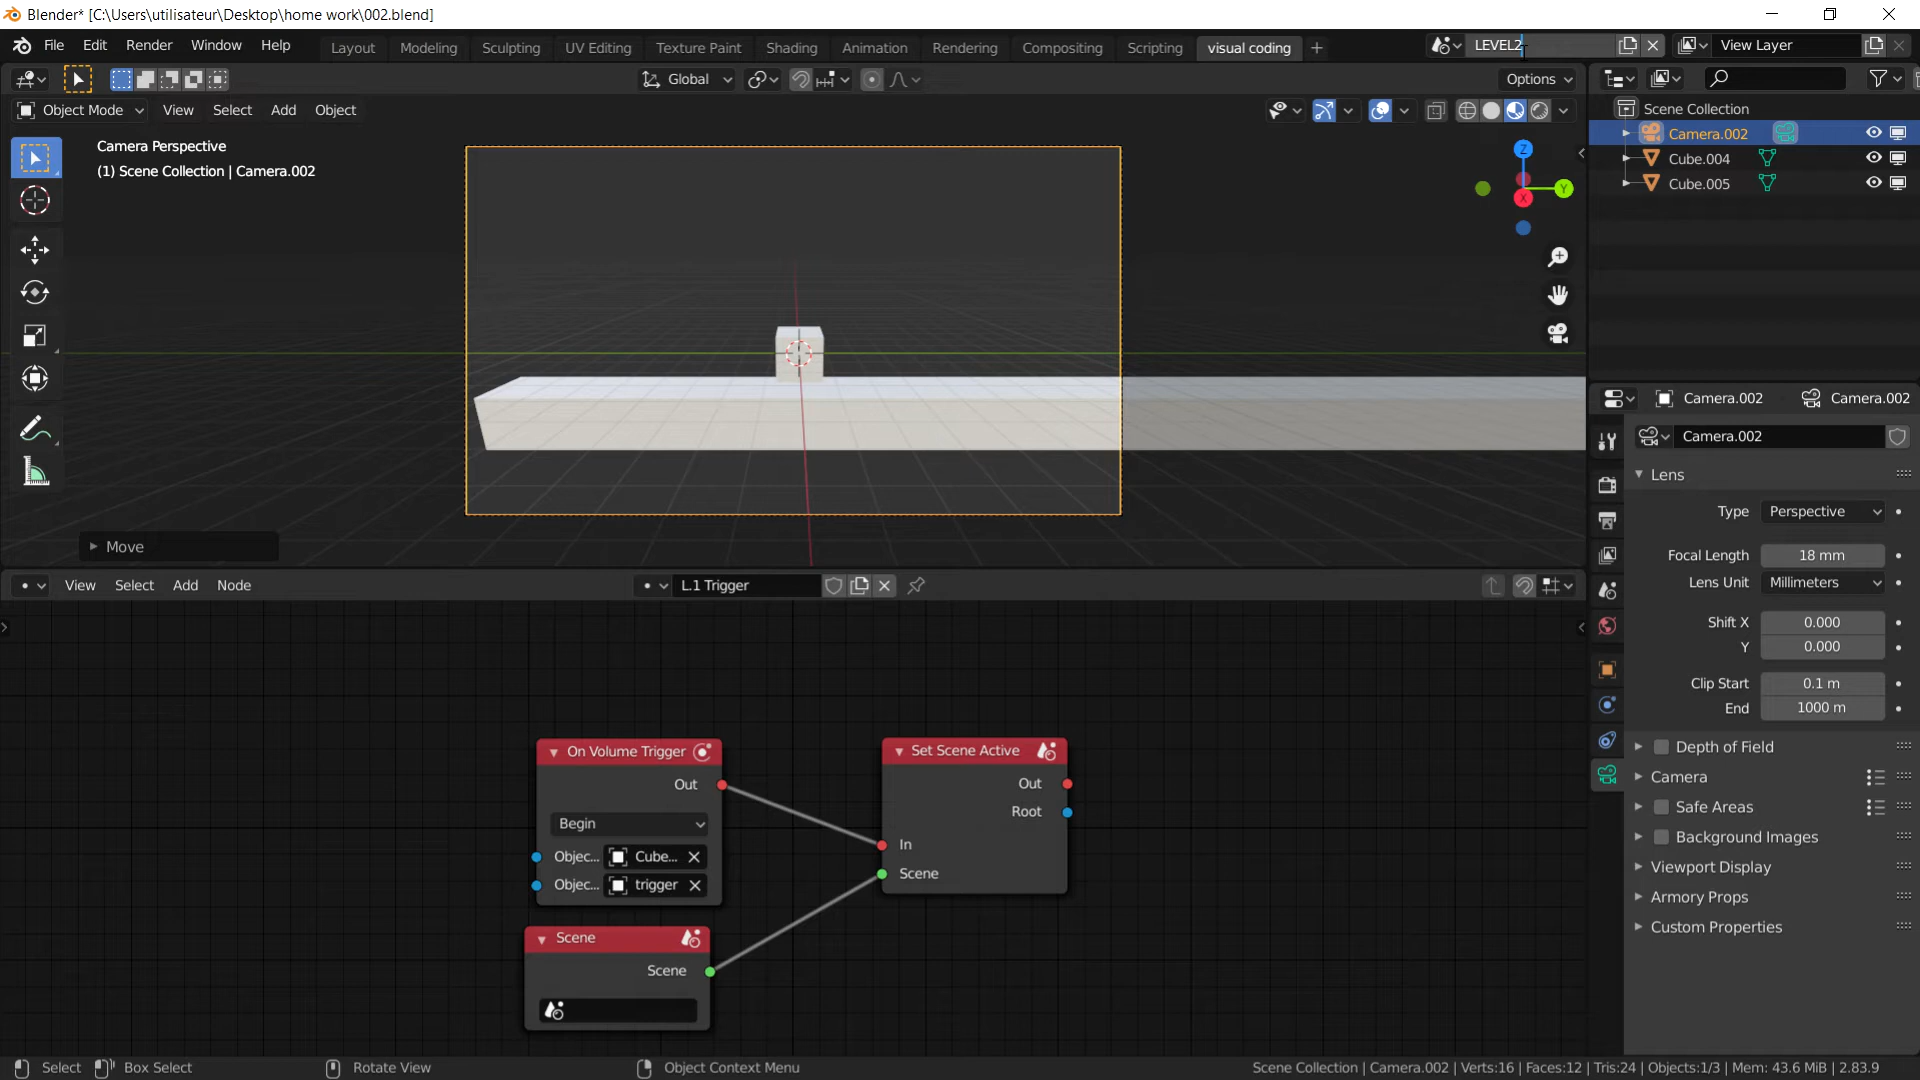 Blender* [C:\Users\utilisateur\Desktop\home work\002.blend]
File Edit Render Window Help Layout Modeling Sculpting UV Editing Texture Paint Shading Animation Rendering Compositing Scripting visual coding + LEVEL2 View Layer
Global Options
Object Mode View Select Add Object
Camera Perspective
(1) Scene Collection | Camera.002
Z
Y
X
Move
Scene Collection
Camera.002
Cube.004
Cube.005
Camera.002 Camera.002
Camera.002
Lens
Type Perspective
Focal Length 18 mm
Lens Unit Millimeters
Shift X 0.000
Y 0.000
Clip Start 0.1 m
End 1000 m
Depth of Field
Camera
Safe Areas
Background Images
Viewport Display
Armory Props
Custom Properties
View Select Add Node L.1 Trigger
On Volume Trigger
Out
Begin
Objec... Cube...
Objec... trigger
Scene
Scene
Set Scene Active
Out
Root
In
Scene
Select Box Select Rotate View Object Context Menu Scene Collection | Camera.002 | Verts:16 | Faces:12 | Tris:24 | Objects:1/3 | Mem: 43.6 MiB | 2.83.9